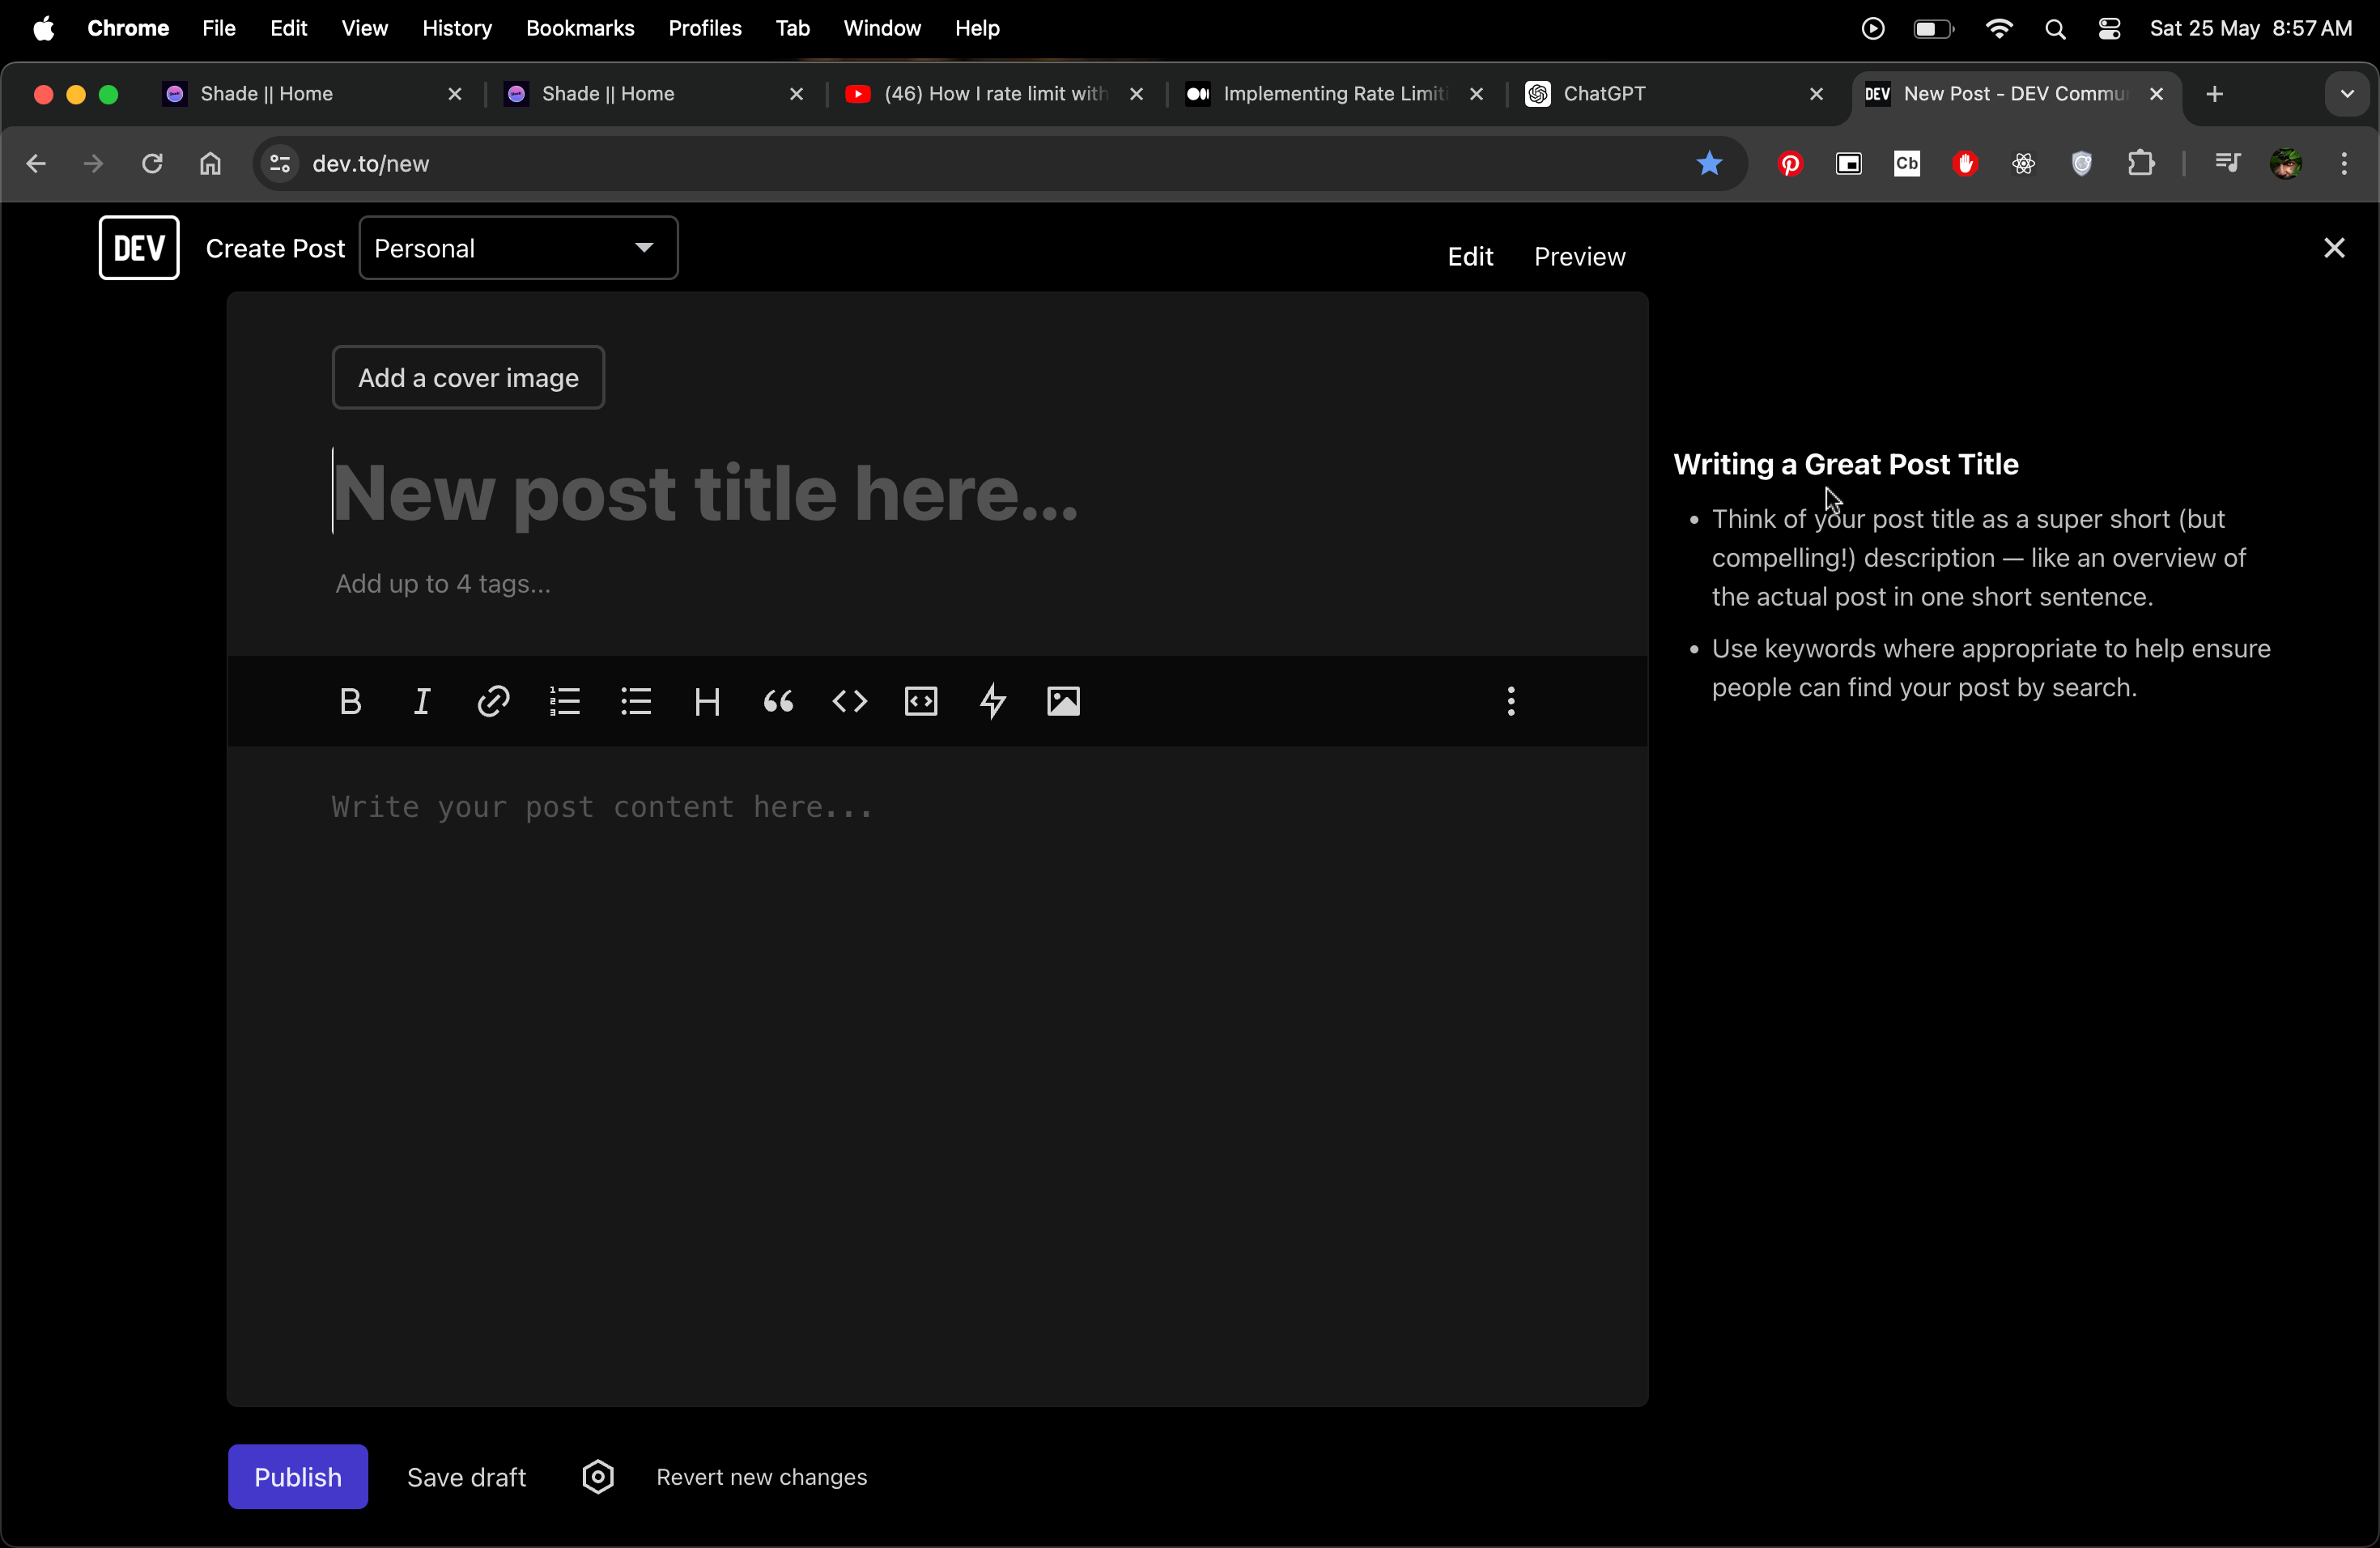 Chrome File Edit View History Bookmarks Profiles Tab Window Help Sat 25 May 8:57 AM
Shade || Home Shade || Home (46) How I rate limit with Implementing Rate Limit ChatGPT DEV New Post - DEV Commu
dev.to/new Cb
DEV Create Post Personal Edit Preview
Add a cover image
New post title here...
Add up to 4 tags...
Writing a Great Post Title
• Think of your post title as a super short (but
compelling!) description — like an overview of
the actual post in one short sentence.
• Use keywords where appropriate to help ensure
people can find your post by search.
Write your post content here...
Publish Save draft Revert new changes